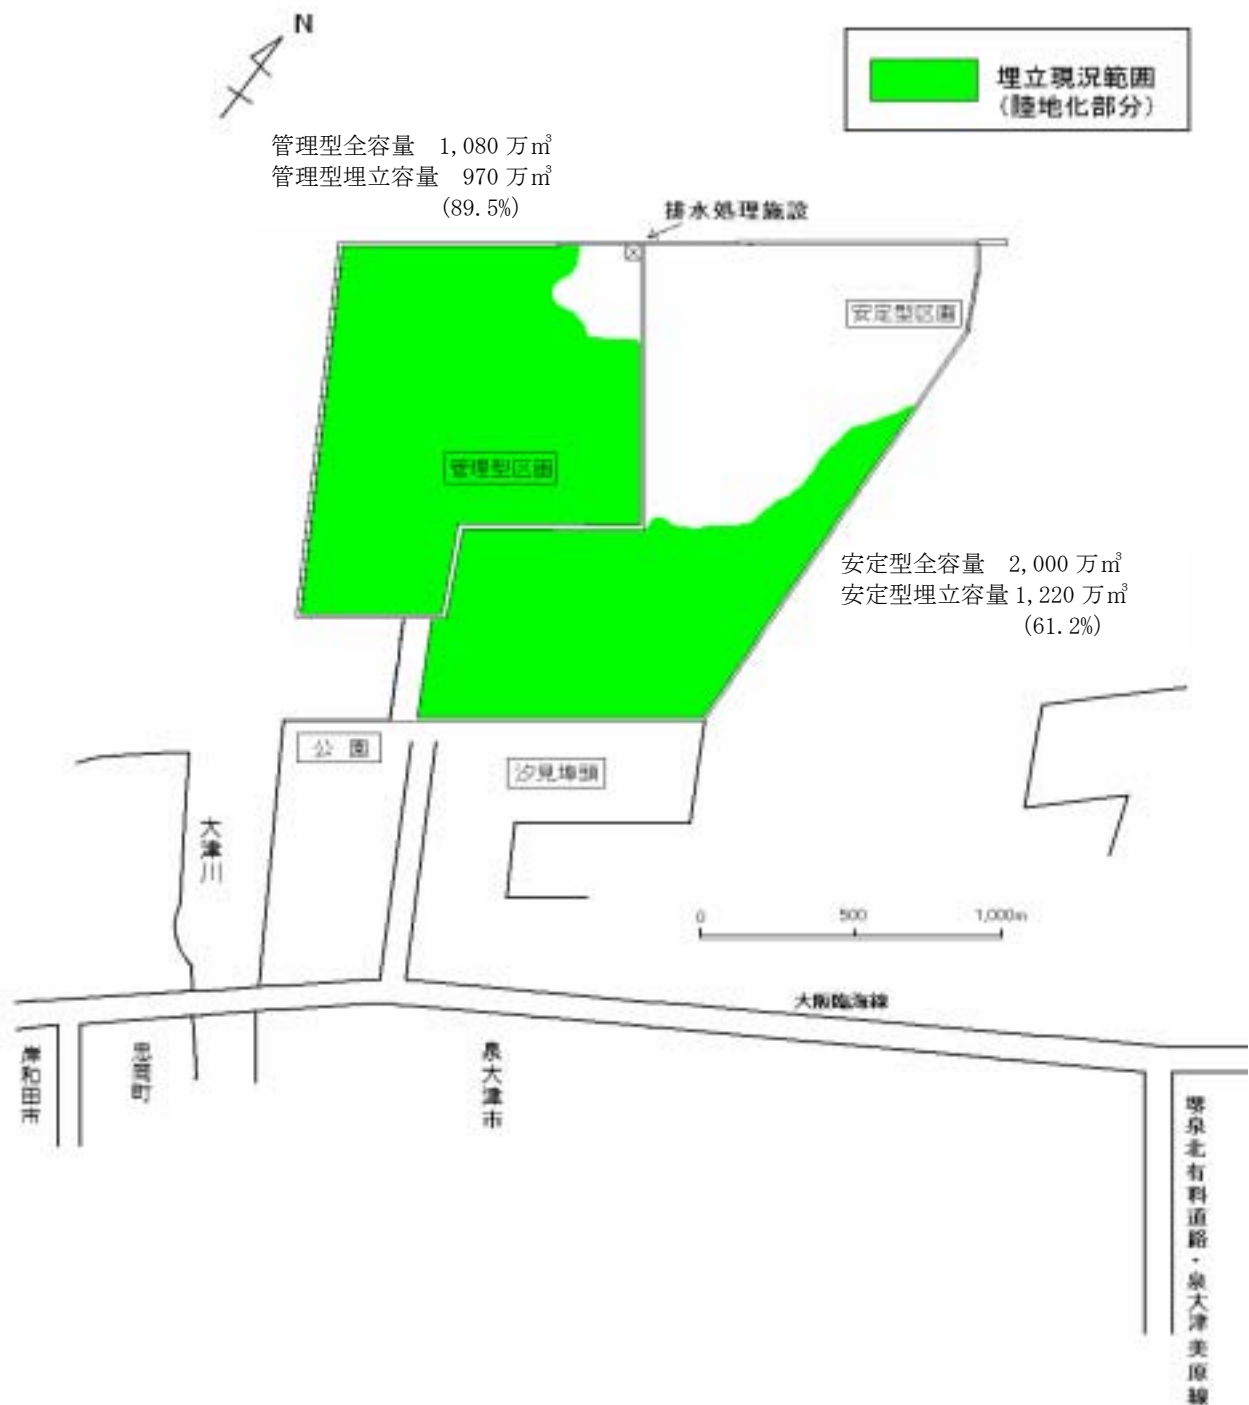 N
埋立現況範囲
(陸地化部分)
管理型全容量 1,080 万㎥
管理型埋立容量 970 万㎥
(89.5%)
排水処理施設
安定型区画
管理型区画
安定型全容量 2,000 万㎥
安定型埋立容量 1,220 万㎥
(61.2%)
公 園
汐見埠頭
大津川
0 500 1,000m
大阪臨海線
岸和田市
忠岡町
泉大津市
堺泉北有料道路・泉大津美原線